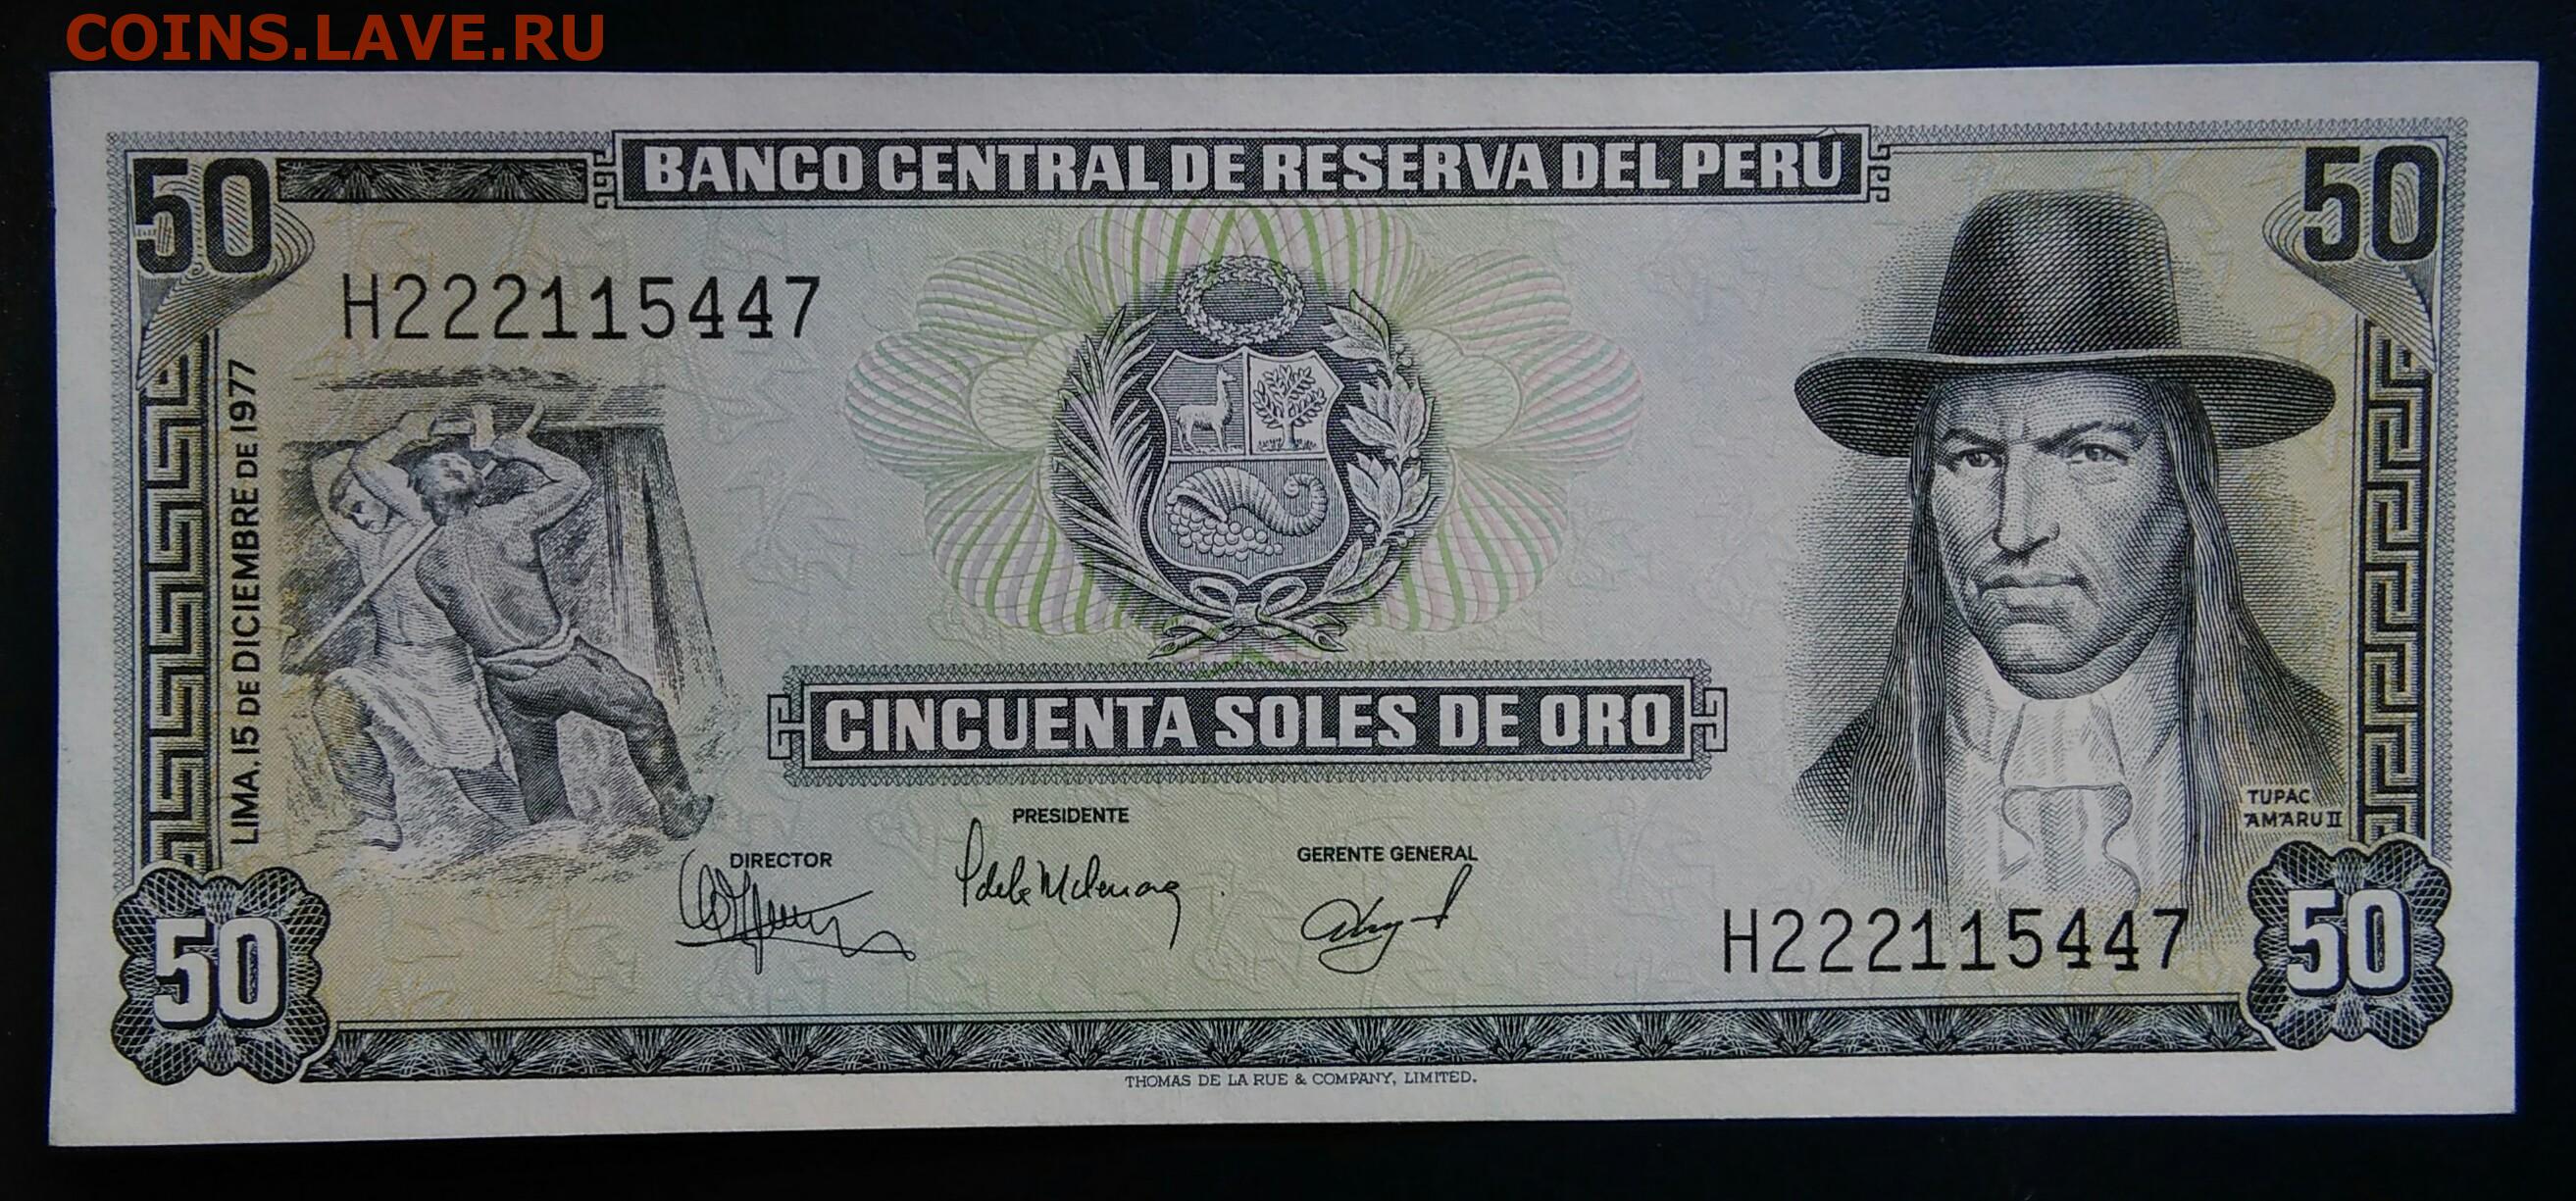 COINS.LAVE.RU
BANCO CENTRAL DE RESERVA DEL PERÚ
50
50
H222115447
LIMA, 15 DE DICIEMBRE DE 1977
CINCUENTA SOLES DE ORO
TUPAC
AMARU II
PRESIDENTE
DIRECTOR
GERENTE GENERAL
H222115447
50
50
THOMAS DE LA RUE & COMPANY, LIMITED.